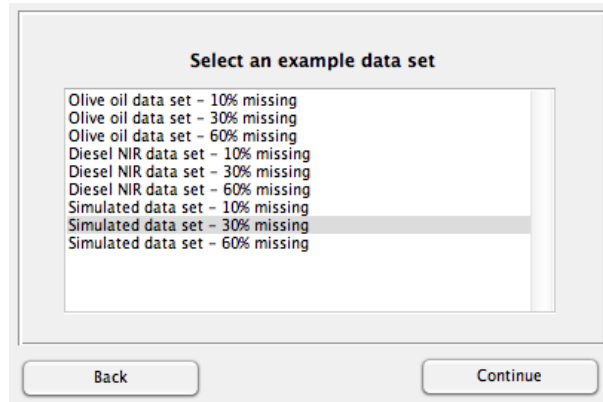 Select an example data set
Olive oil data set – 10% missing
Olive oil data set – 30% missing
Olive oil data set – 60% missing
Diesel NIR data set – 10% missing
Diesel NIR data set – 30% missing
Diesel NIR data set – 60% missing
Simulated data set – 10% missing
Simulated data set – 30% missing
Simulated data set – 60% missing
Back
Continue